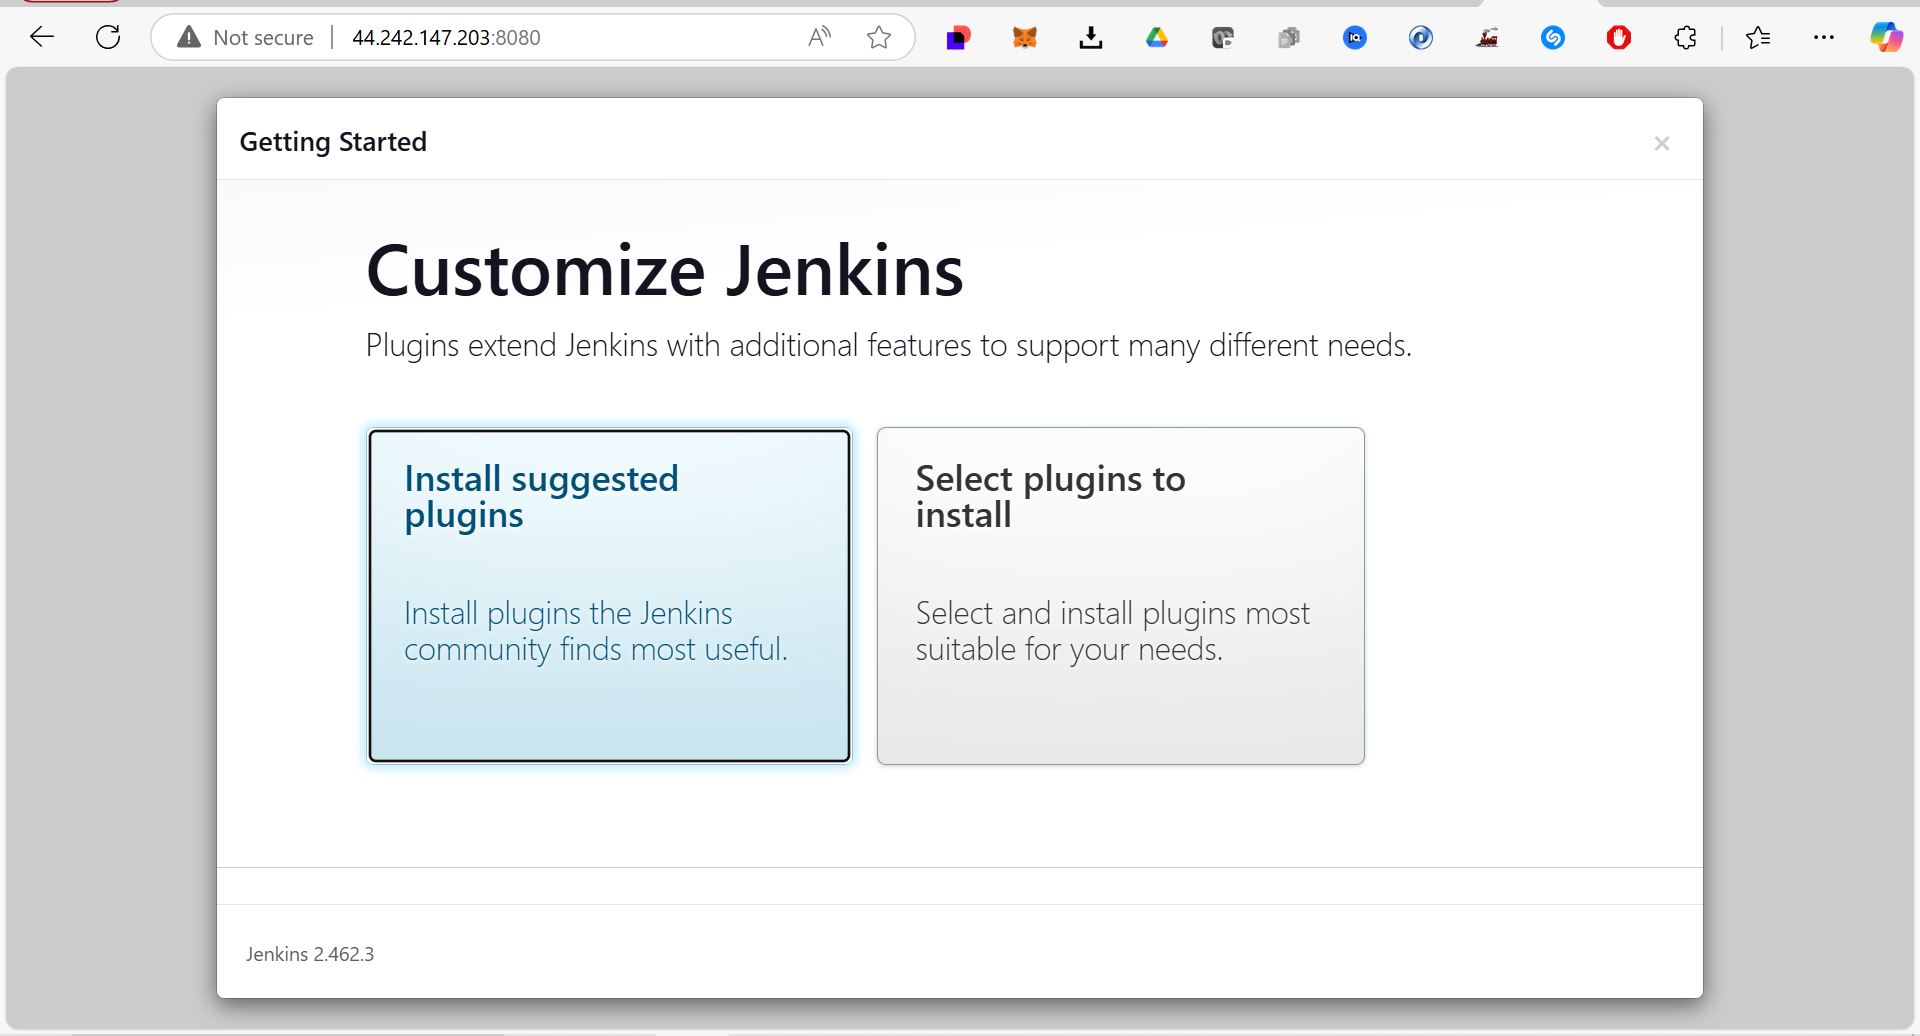 Not secure
44.242.147.203:8080
Getting Started
Customize Jenkins
Plugins extend Jenkins with additional features to support many different needs.
Install suggested
plugins
Install plugins the Jenkins
community finds most useful.
Select plugins to
install
Select and install plugins most
suitable for your needs.
Jenkins 2.462.3